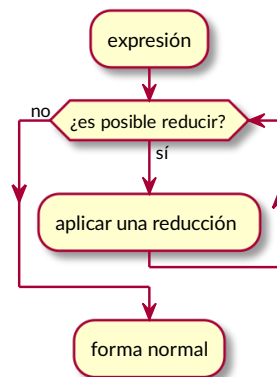 expresión
¿es posible reducir?
no
sí
aplicar una reducción
forma normal